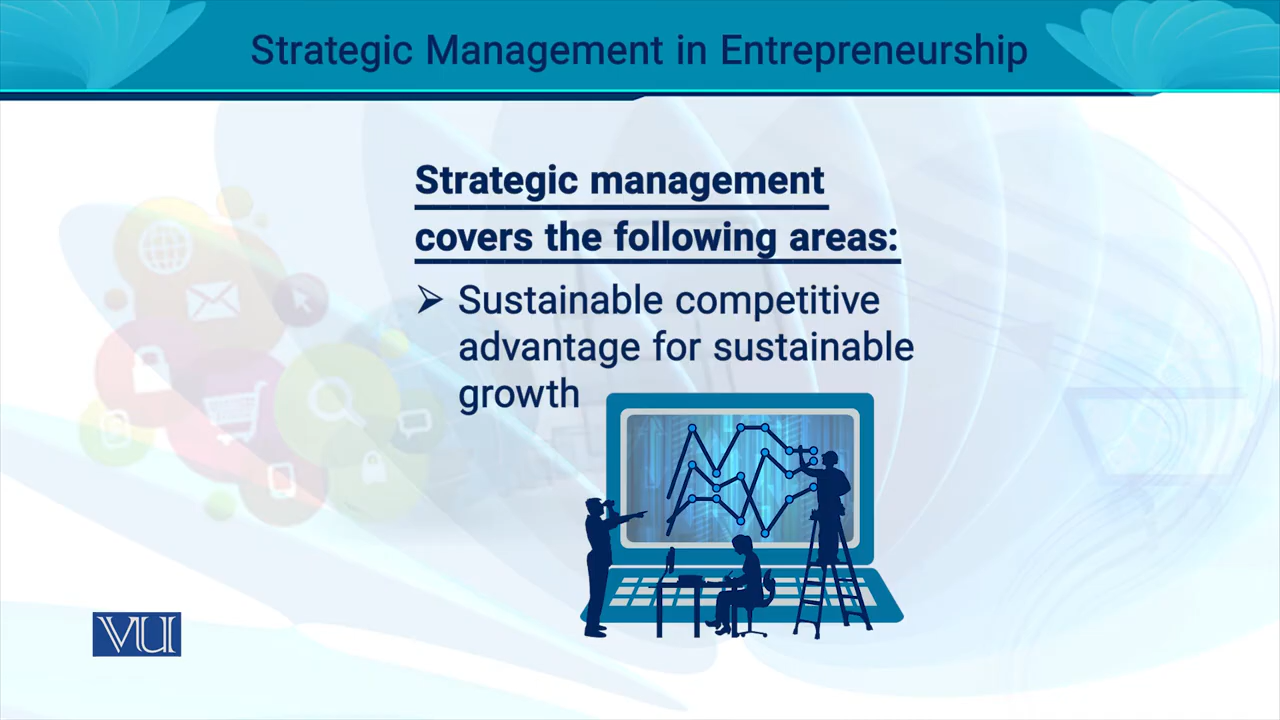 Strategic Management in Entrepreneurship
Strategic management
covers the following areas:
➢ Sustainable competitive
advantage for sustainable
growth
VU